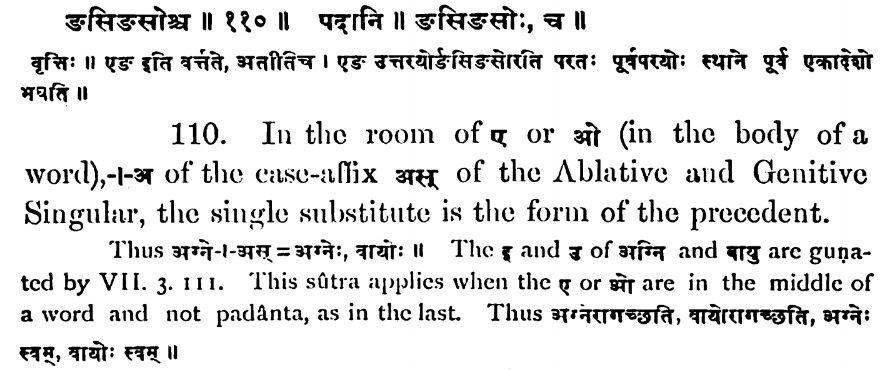 ङसिङसोश्च ॥ ११० ॥ पदानि ॥ ङसिङसोः, च ॥
वृत्तिः ॥ एङ इति वर्त्तते, अतीतिच । एङ उत्तरयोर्ङसिङसोरति परतः पूर्वपरयोः स्थाने पूर्व एकादेशो
भवति ॥
110. In the room of ए or ओ (in the body of a
word),-।-अ of the case-affix अस् of the Ablative and Genitive
Singular, the single substitute is the form of the precedent.
Thus अग्ने-।-अस्=अग्नेः, वायोः ॥ The इ and उ of अग्नि and वायु are guṇa-
ted by VII. 3. 111. This sûtra applies when the ए or ओ are in the middle of
a word and not padânta, as in the last. Thus अग्नेरागच्छति, वायोरागच्छति, अग्नेः
स्वम्, वायोः स्वम् ॥